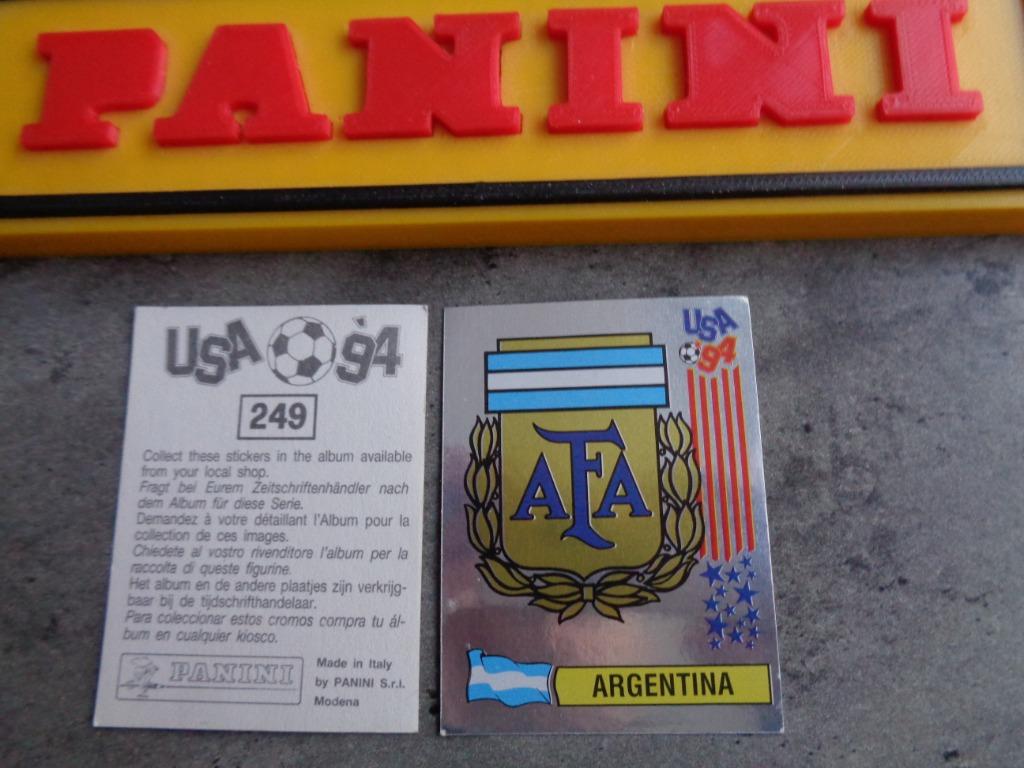 PANINI
USA '94
249
Collect these stickers in the album available
from your local shop.
Fragt bei Eurem Zeitschriftenhändler nach
dem Album für diese Serie.
Demandez à votre détaillant l'Album pour la
collection de ces images.
Chiedete al vostro rivenditore l'album per la
raccolta di queste figurine.
Het album en de andere plaatjes zijn verkrijg-
baar bij de tijdschrifthandelaar.
Para coleccionar estos cromos compra tu ál-
bum en cualquier kiosco.
PANINI
Made in Italy
by PANINI S.r.l.
Modena
USA
'94
AFA
ARGENTINA